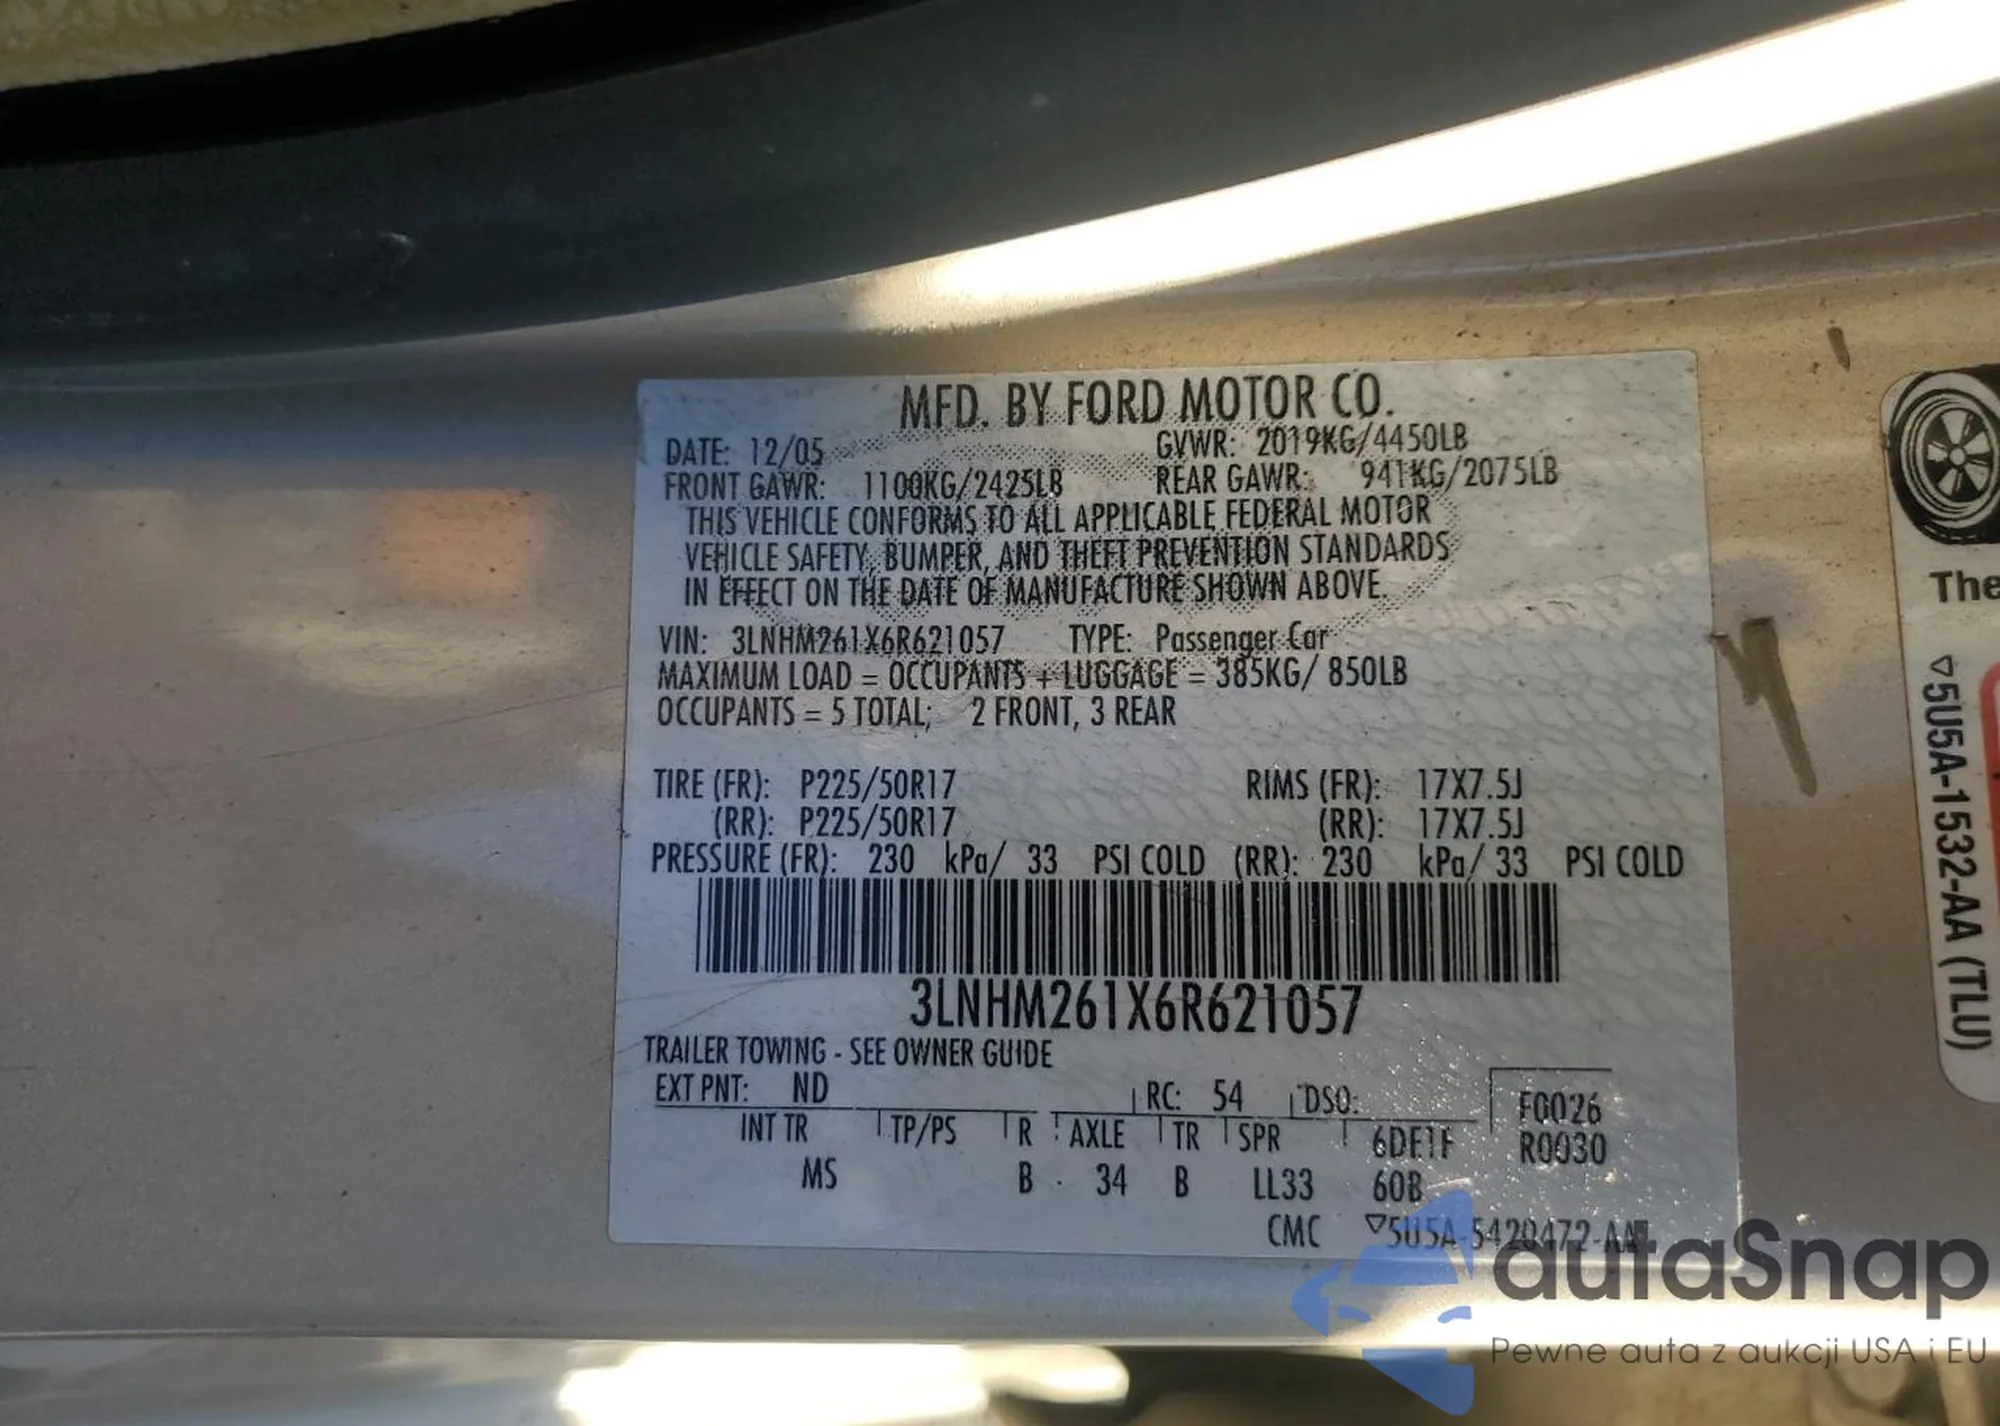 MFD. BY FORD MOTOR CO.
DATE: 12/05 GVWR: 2019KG/4450LB
FRONT GAWR: 1100KG/2425LB REAR GAWR: 941KG/2075LB
THIS VEHICLE CONFORMS TO ALL APPLICABLE FEDERAL MOTOR
VEHICLE SAFETY, BUMPER, AND THEFT PREVENTION STANDARDS
IN EFFECT ON THE DATE OF MANUFACTURE SHOWN ABOVE.
VIN: 3LNHM261X6R621057 TYPE: Passenger Car
MAXIMUM LOAD = OCCUPANTS + LUGGAGE = 385KG/ 850LB
OCCUPANTS = 5 TOTAL; 2 FRONT, 3 REAR
TIRE (FR): P225/50R17 RIMS (FR): 17X7.5J
(RR): P225/50R17 (RR): 17X7.5J
PRESSURE (FR): 230 kPa/ 33 PSI COLD (RR): 230 kPa/ 33 PSI COLD
3LNHM261X6R621057
TRAILER TOWING - SEE OWNER GUIDE
EXT PNT: ND RC: 54 DSO: F0026
INT TR TP/PS R AXLE TR SPR 6DE1F R0030
MS B 34 B LL33 60B
CMC ▽5U5A-5420472-AA
The
▽5U5A-1532-AA (TLU)
autaSnap
Pewne auta z aukcji USA i EU